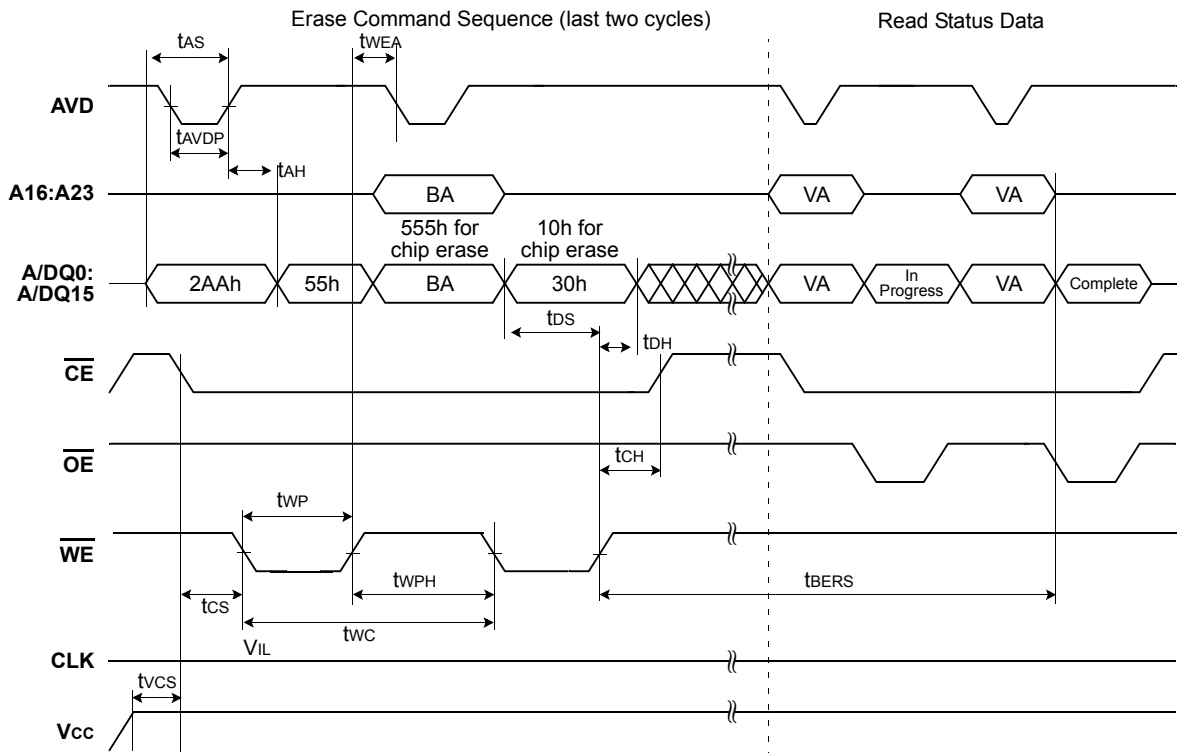 Erase Command Sequence (last two cycles)
Read Status Data
tAS
tWEA
AVD
tAVDP
tAH
A16:A23
BA
VA
VA
555h for
chip erase
10h for
chip erase
A/DQ0:
A/DQ15
2AAh
55h
BA
30h
VA
In
Progress
VA
Complete
tDS
tDH
CE
OE
tCH
tWP
WE
tWPH
tBERS
tCS
tWC
VIL
CLK
tVCS
Vcc